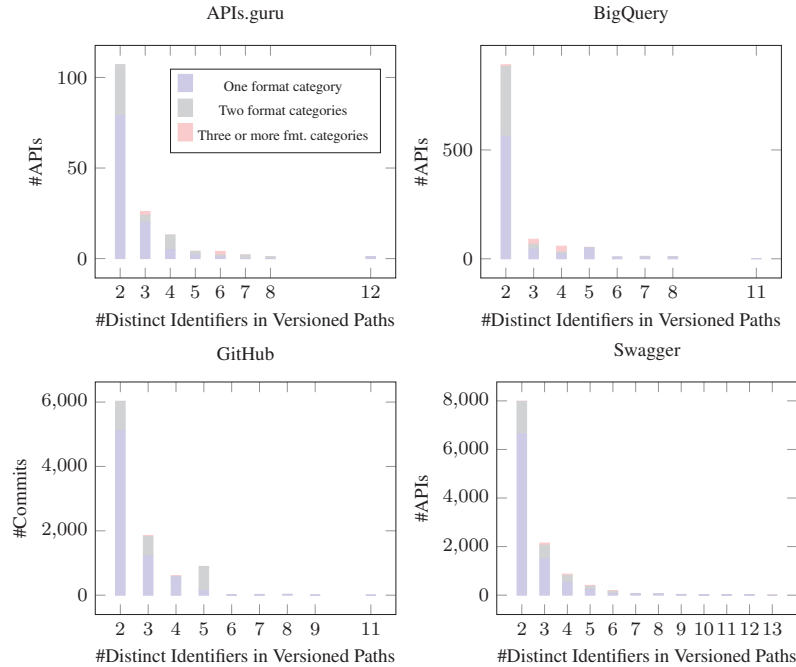 APIs.guru
100
50
0
#APIs
One format category
Two format categories
Three or more fmt. categories
2 3 4 5 6 7 8 12
#Distinct Identifiers in Versioned Paths
BigQuery
500
0
#APIs
2 3 4 5 6 7 8 11
#Distinct Identifiers in Versioned Paths
GitHub
6,000
4,000
2,000
0
#Commits
2 3 4 5 6 7 8 9 11
#Distinct Identifiers in Versioned Paths
Swagger
8,000
6,000
4,000
2,000
0
#APIs
2 3 4 5 6 7 8 9 10 11 12 13
#Distinct Identifiers in Versioned Paths